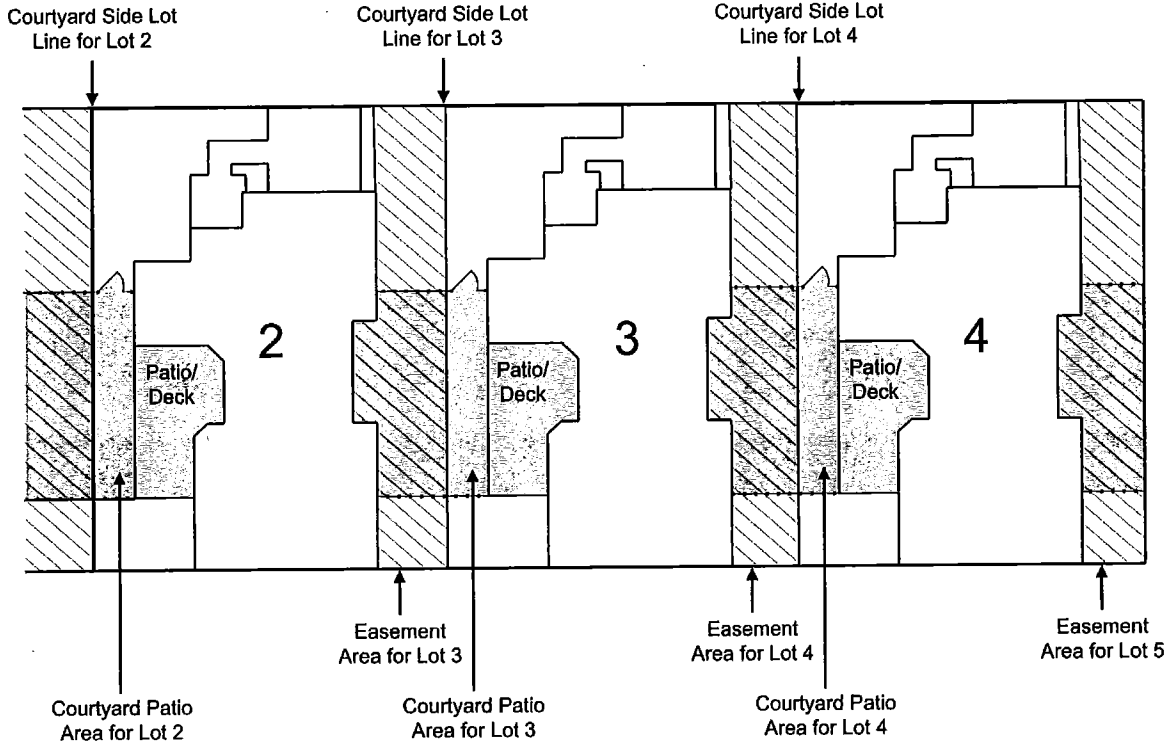 Courtyard Side Lot
Line for Lot 2
Courtyard Side Lot
Line for Lot 3
Courtyard Side Lot
Line for Lot 4
2
3
4
Patio/
Deck
Patio/
Deck
Patio/
Deck
Easement
Area for Lot 3
Easement
Area for Lot 4
Easement
Area for Lot 5
Courtyard Patio
Area for Lot 2
Courtyard Patio
Area for Lot 3
Courtyard Patio
Area for Lot 4